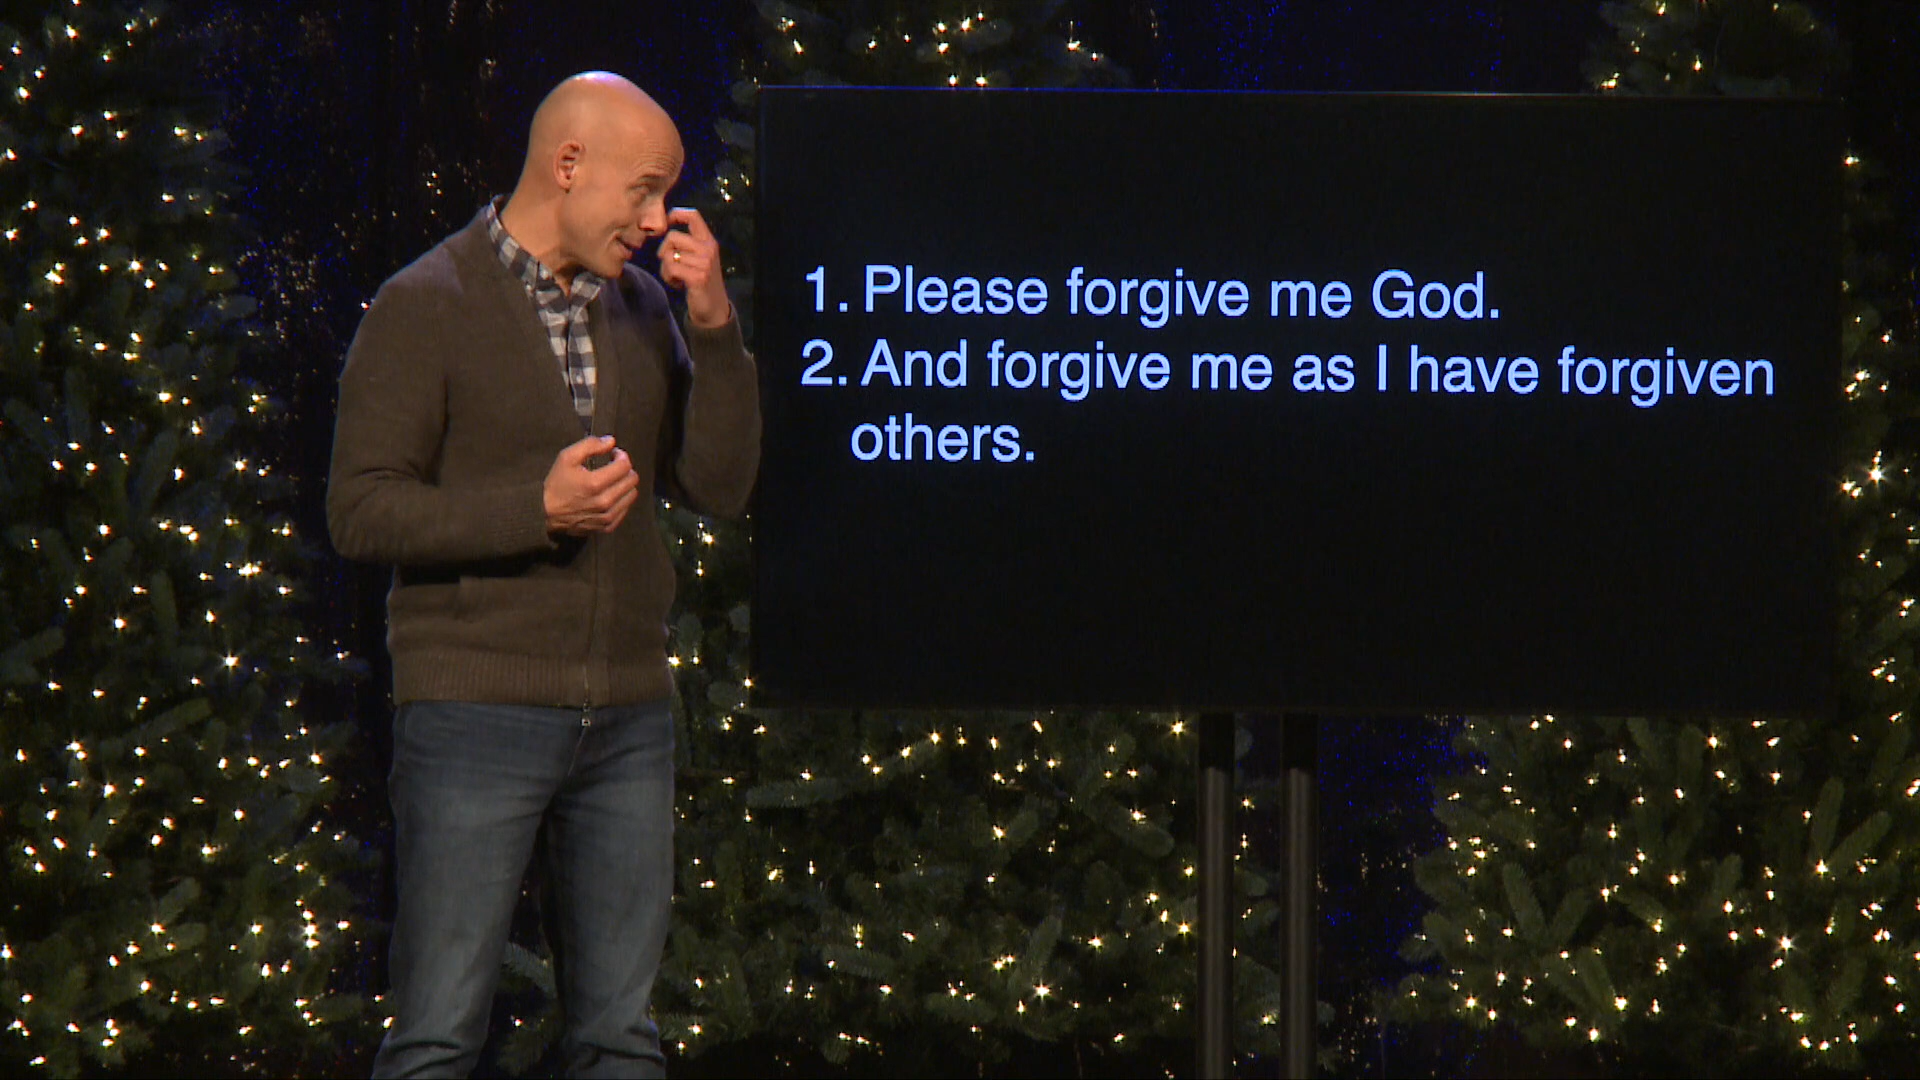 1. Please forgive me God.
2. And forgive me as I have forgiven
others.